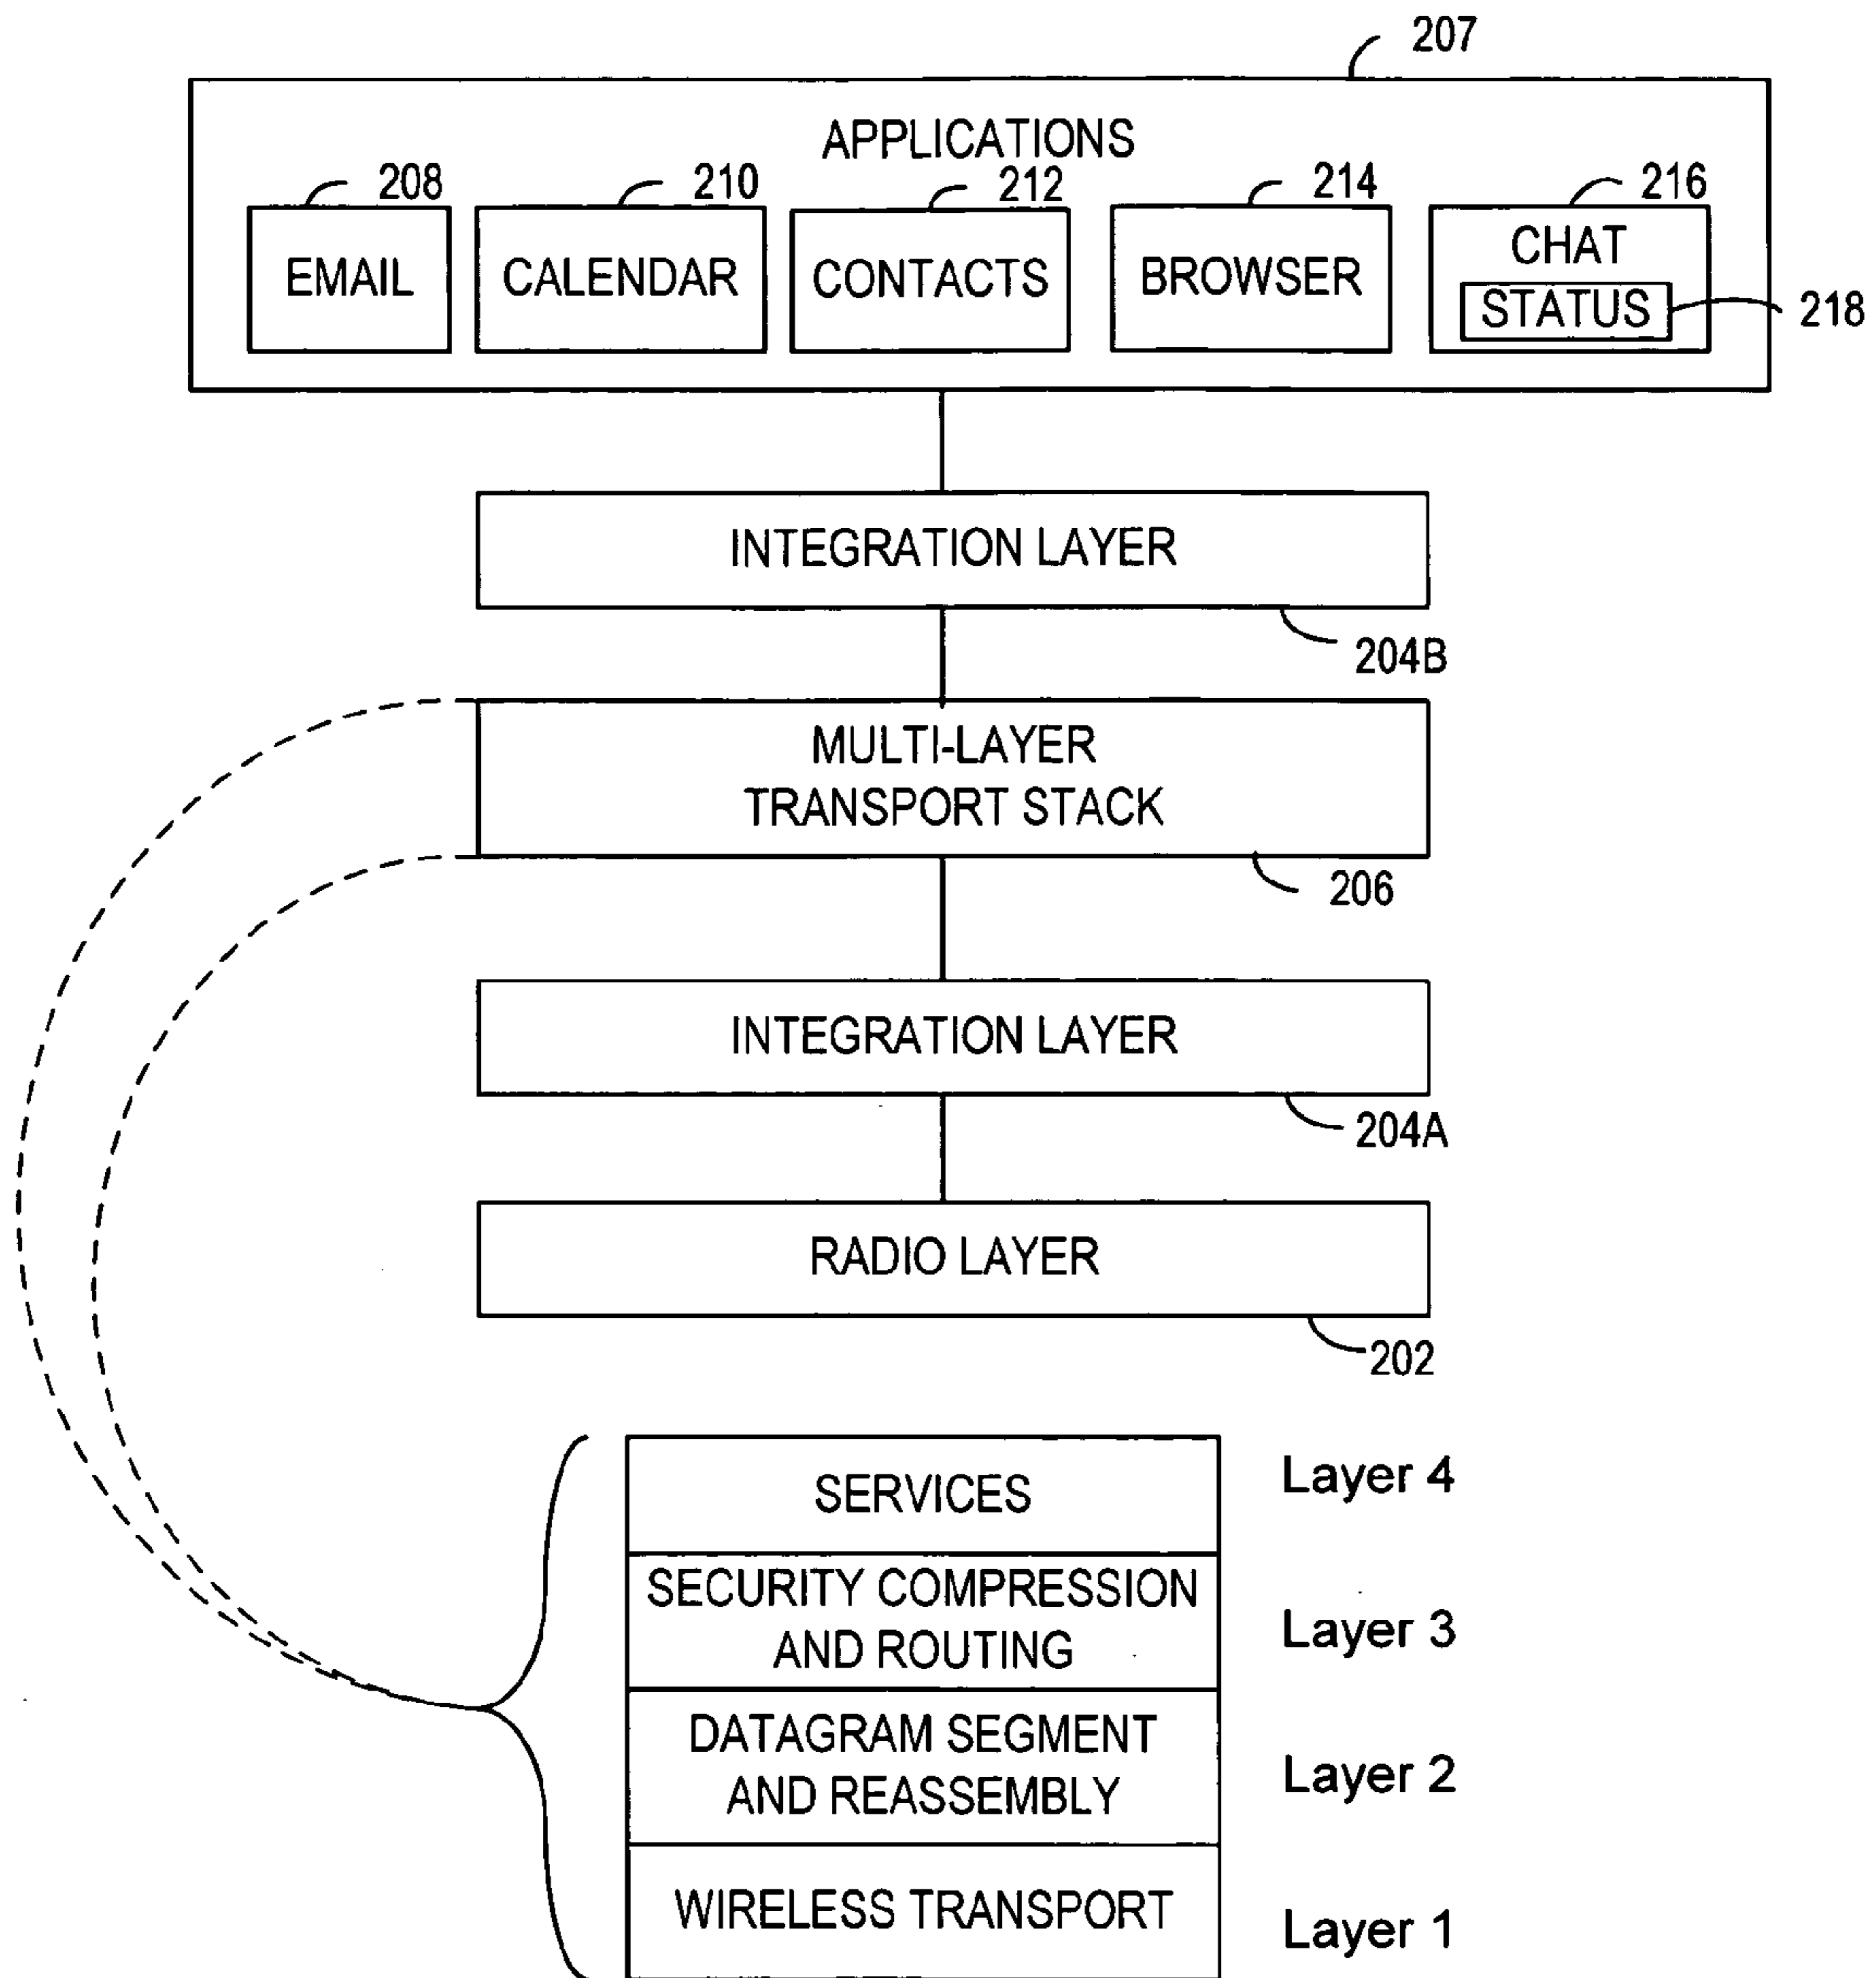 207
APPLICATIONS
208 210 212 214 216
EMAIL CALENDAR CONTACTS BROWSER CHAT
STATUS 218
INTEGRATION LAYER
204B
MULTI-LAYER
TRANSPORT STACK
206
INTEGRATION LAYER
204A
RADIO LAYER
202
SERVICES Layer 4
SECURITY COMPRESSION
AND ROUTING Layer 3
DATAGRAM SEGMENT
AND REASSEMBLY Layer 2
WIRELESS TRANSPORT Layer 1